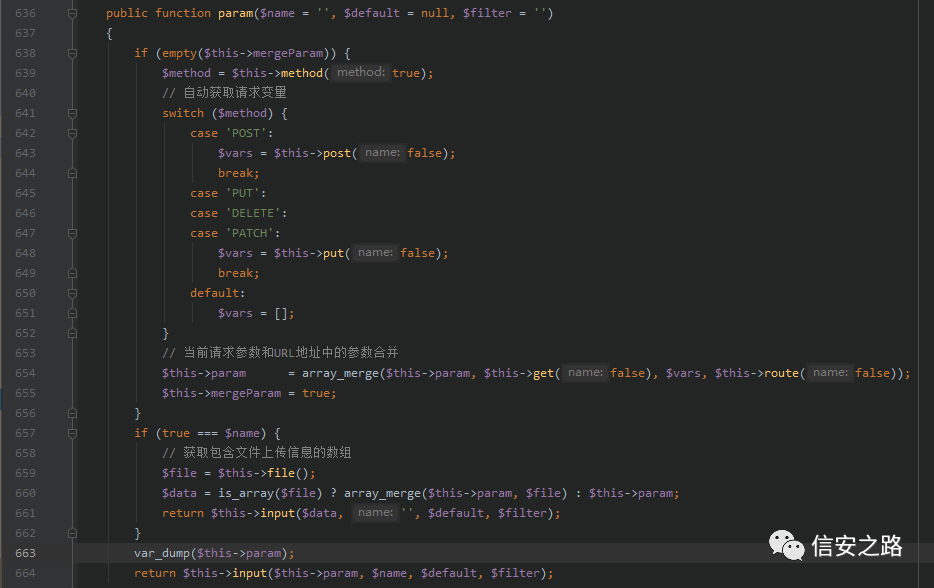 636 public function param($name = '', $default = null, $filter = '')
637 {
638 if (empty($this->mergeParam)) {
639 $method = $this->method( method: true);
640 // 自动获取请求变量
641 switch ($method) {
642 case 'POST':
643 $vars = $this->post( name: false);
644 break;
645 case 'PUT':
646 case 'DELETE':
647 case 'PATCH':
648 $vars = $this->put( name: false);
649 break;
650 default:
651 $vars = [];
652 }
653 // 当前请求参数和URL地址中的参数合并
654 $this->param = array_merge($this->param, $this->get( name: false), $vars, $this->route( name: false));
655 $this->mergeParam = true;
656 }
657 if (true === $name) {
658 // 获取包含文件上传信息的数组
659 $file = $this->file();
660 $data = is_array($file) ? array_merge($this->param, $file) : $this->param;
661 return $this->input($data, name: '', $default, $filter);
662 }
663 var_dump($this->param);
664 return $this->input($this->param, $name, $default, $filter);
信安之路